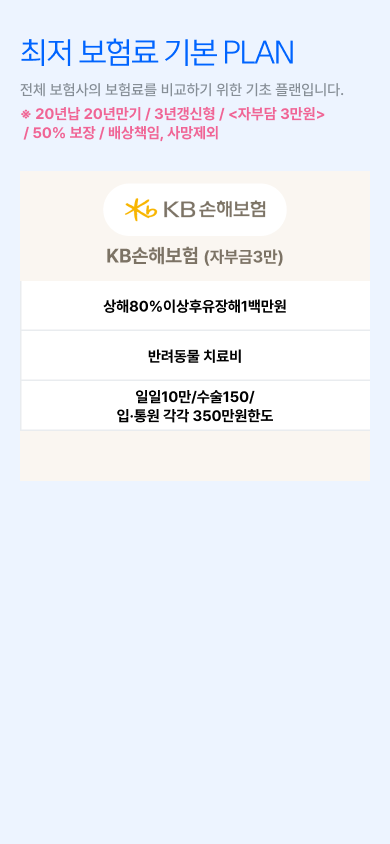 최저 보험료 기본 PLAN
전체 보험사의 보험료를 비교하기 위한 기초 플랜입니다.
※ 20년납 20년만기 / 3년갱신형 / <자부담 3만원>
/ 50% 보장 / 배상책임, 사망제외
KB손해보험
KB손해보험 (자부금3만)
상해80%이상후유장해1백만원
반려동물 치료비
일일10만/수술150/
입·통원 각각 350만원한도